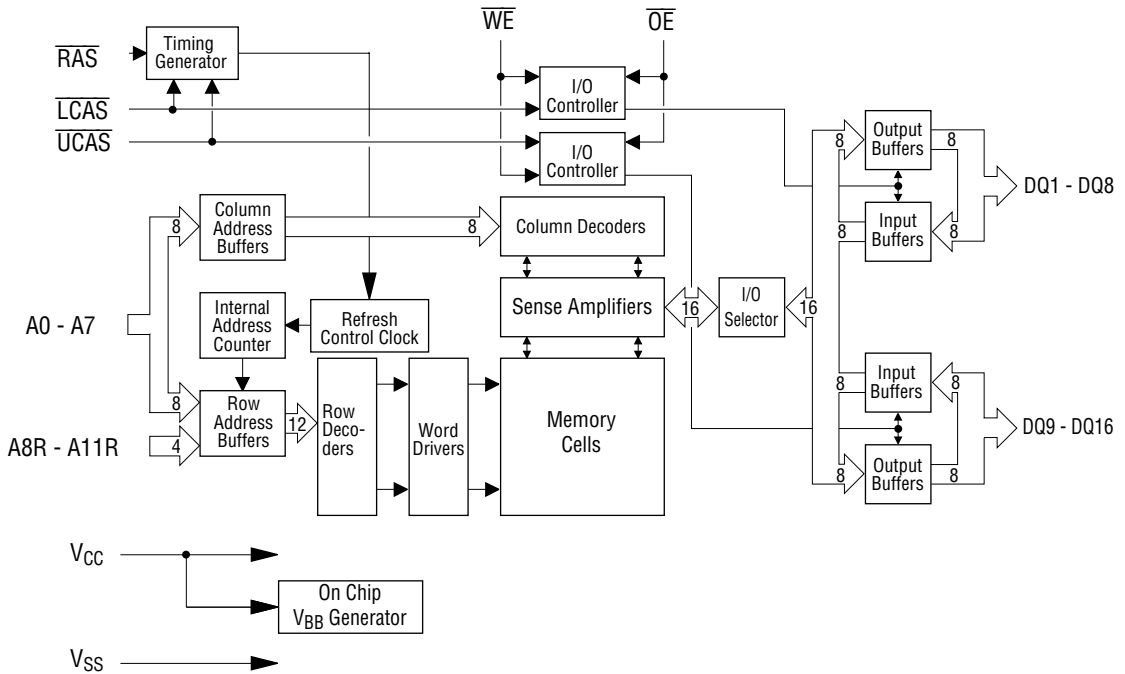 WE
OE
RAS
Timing
Generator
I/O
Controller
LCAS
UCAS
I/O
Controller
8
Output
Buffers
8
DQ1 - DQ8
8
Column
Address
Buffers
8
Column Decoders
8
Input
Buffers
8
A0 - A7
Internal
Address
Counter
Refresh
Control Clock
Sense Amplifiers
16
I/O
Selector
16
8
Row
Address
Buffers
12
Row
Deco-
ders
Word
Drivers
Memory
Cells
8
Input
Buffers
8
A8R - A11R
4
DQ9 - DQ16
8
Output
Buffers
8
VCC
On Chip
VBB Generator
VSS